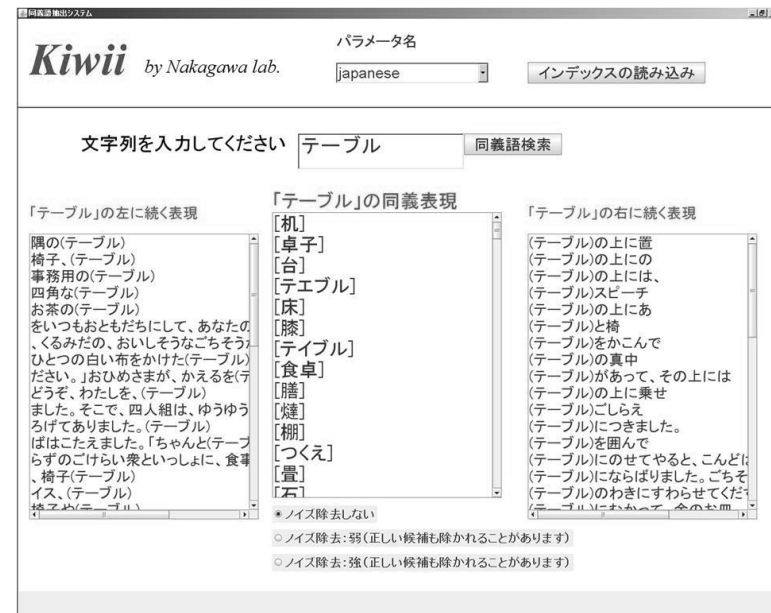 同義語抽出システム
Kiwii by Nakagawa lab.
パラメータ名
japanese
インデックスの読み込み
文字列を入力してください
テーブル
同義語検索
「テーブル」の左に続く表現
隅の(テーブル)
椅子、(テーブル)
事務用の(テーブル)
四角な(テーブル)
お茶の(テーブル)
をいつもおともだちにして、あなたの
、くるみだの、おいしそうなごちそう
ひとつの白い布をかけた(テーブル)
ださい。」おひめさまが、かえるを(テ
どうぞ、わたしを、(テーブル)
ました。そこで、四人組は、ゆうゆう
ろげてありました。(テーブル)
ばはこたえました。「ちゃんと(テーブ
らずのごけらい衆といっしょに、食事
、椅子(テーブル)
イス、(テーブル)
椅子や(テーブル)
「テーブル」の同義表現
[机]
[卓子]
[台]
[テエブル]
[床]
[膝]
[テイブル]
[食卓]
[膳]
[燵]
[棚]
[つくえ]
[畳]
[石]
「テーブル」の右に続く表現
(テーブル)の上に置
(テーブル)の上にの
(テーブル)の上には、
(テーブル)スピーチ
(テーブル)の上にあ
(テーブル)と椅
(テーブル)をかこんで
(テーブル)の真中
(テーブル)があって、その上には
(テーブル)の上に乗せ
(テーブル)ごしらえ
(テーブル)につきました。
(テーブル)を囲んで
(テーブル)にのせてやると、こんどは
(テーブル)にならばりました。ごちそ
(テーブル)のわきにすわらせてくだ
(テーブル)にむかって、金のお皿
ノイズ除去しない
ノイズ除去:弱(正しい候補も除かれることがあります)
ノイズ除去:強(正しい候補も除かれることがあります)